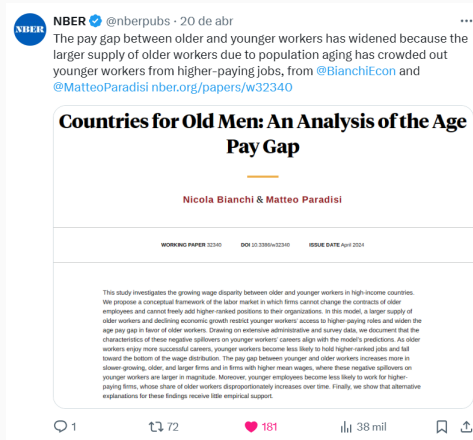 NBER @nberpubs · 20 de abr
The pay gap between older and younger workers has widened because the
larger supply of older workers due to population aging has crowded out
younger workers from higher-paying jobs, from @BianchiEcon and
@MatteoParadisi nber.org/papers/w32340
NBER
Countries for Old Men: An Analysis of the Age
Pay Gap
Nicola Bianchi & Matteo Paradisi
WORKING PAPER 32340 DOI 10.3386/w32340 ISSUE DATE April 2024
This study investigates the growing wage disparity between older and younger workers in high-income countries.
We propose a conceptual framework of the labor market in which firms cannot change the contracts of older
employees and cannot freely add higher-ranked positions to their organizations. In this model, a larger supply of
older workers and declining economic growth restrict younger workers' access to higher-paying roles and widen the
age pay gap in favor of older workers. Drawing on extensive administrative and survey data, we document that the
characteristics of these negative spillovers on younger workers' careers align with the model's predictions. As older
workers enjoy more successful careers, younger workers become less likely to hold higher-ranked jobs and fall
toward the bottom of the wage distribution. The pay gap between younger and older workers increases more in
slower-growing, older, and larger firms and in firms with higher mean wages, where these negative spillovers on
younger workers are larger in magnitude. Moreover, younger employees become less likely to work for higher-
paying firms, whose share of older workers disproportionately increases over time. Finally, we show that alternative
explanations for these findings receive little empirical support.
1 72 181 38 mil